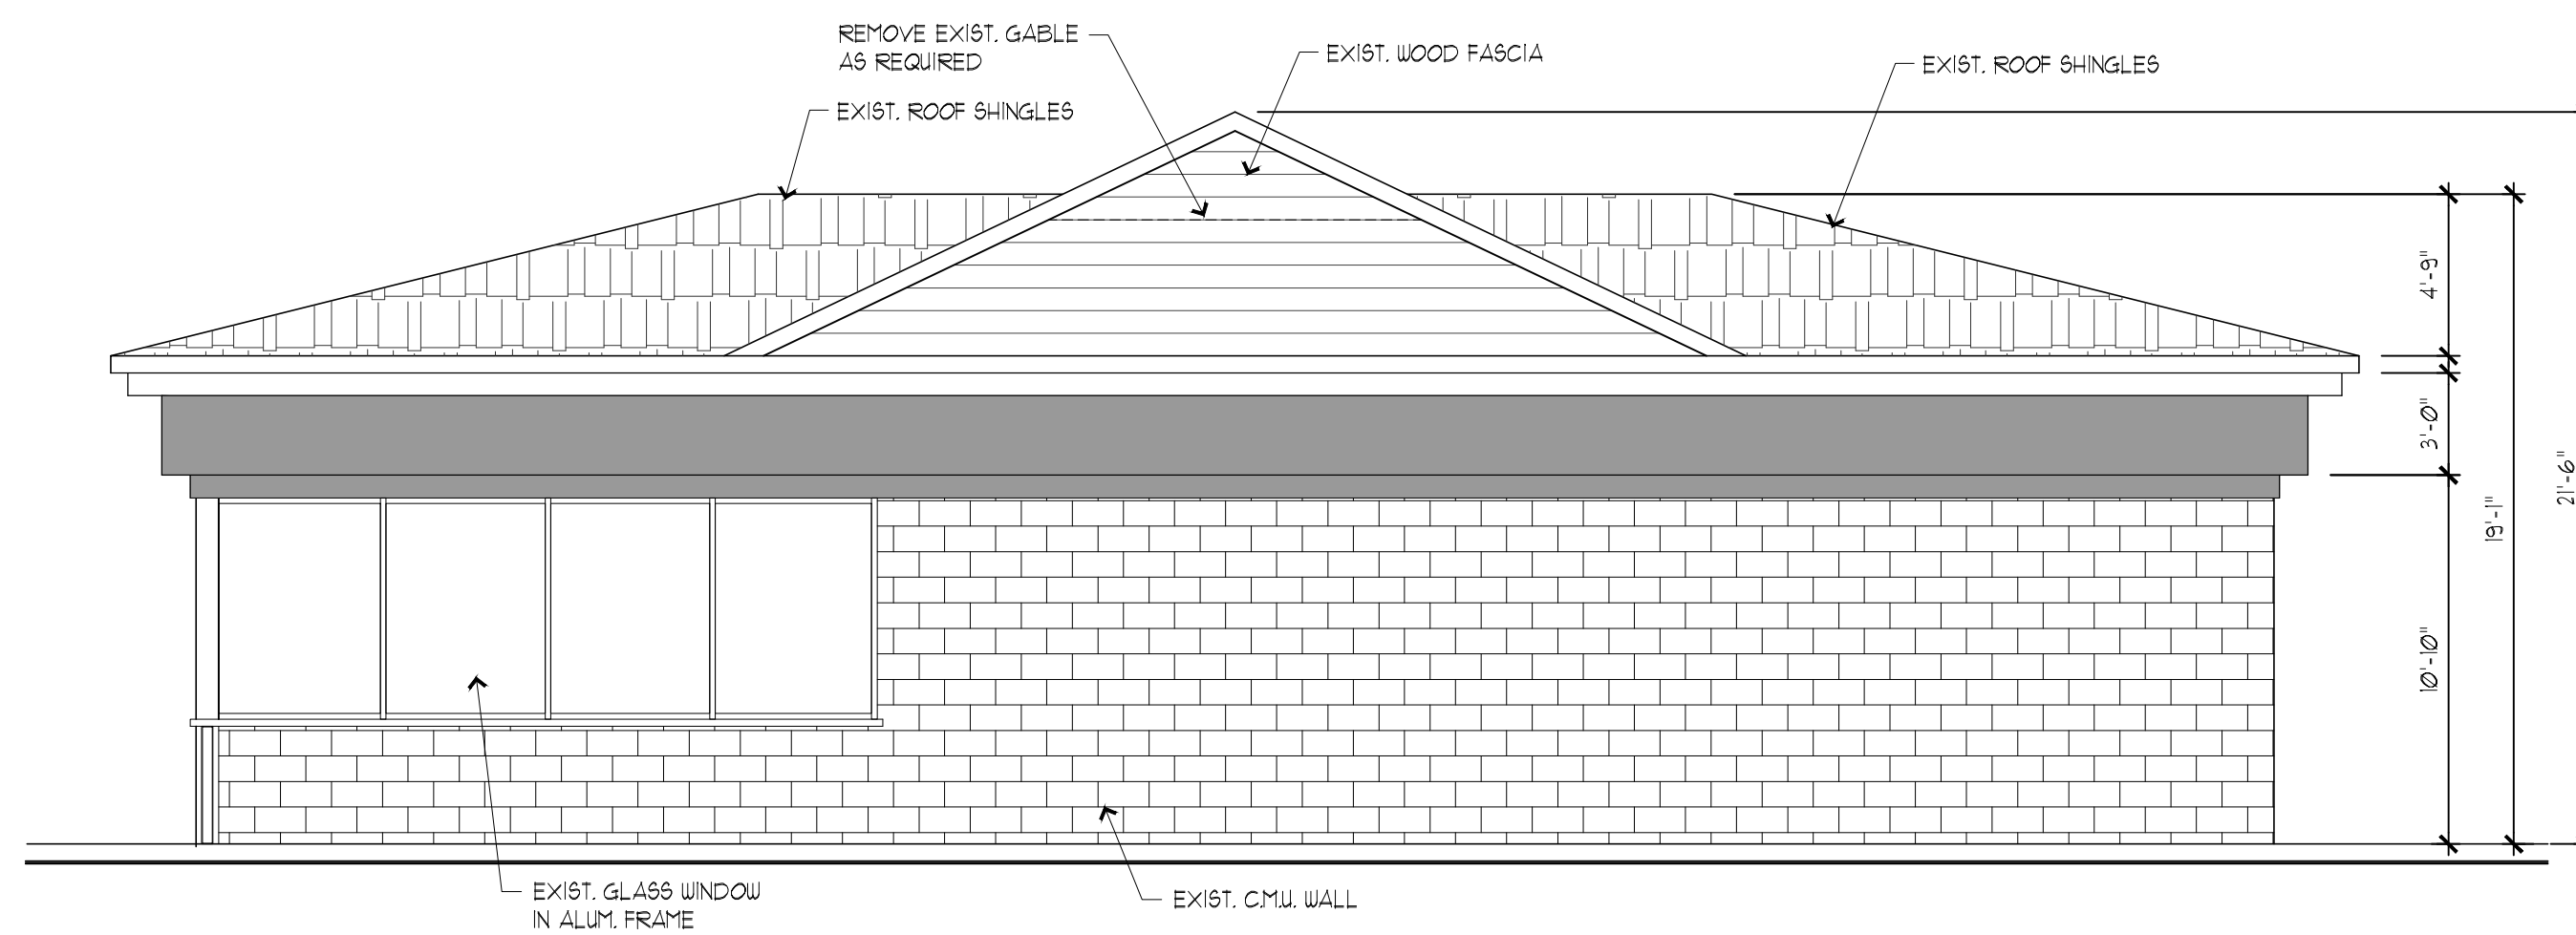 REMOVE EXIST. GABLE
AS REQUIRED
EXIST. WOOD FASCIA
EXIST. ROOF SHINGLES
EXIST. ROOF SHINGLES
4'-9"
3'-0"
10'-10"
19'-1"
21'-6"
EXIST. GLASS WINDOW
IN ALUM. FRAME
EXIST. C.M.U. WALL